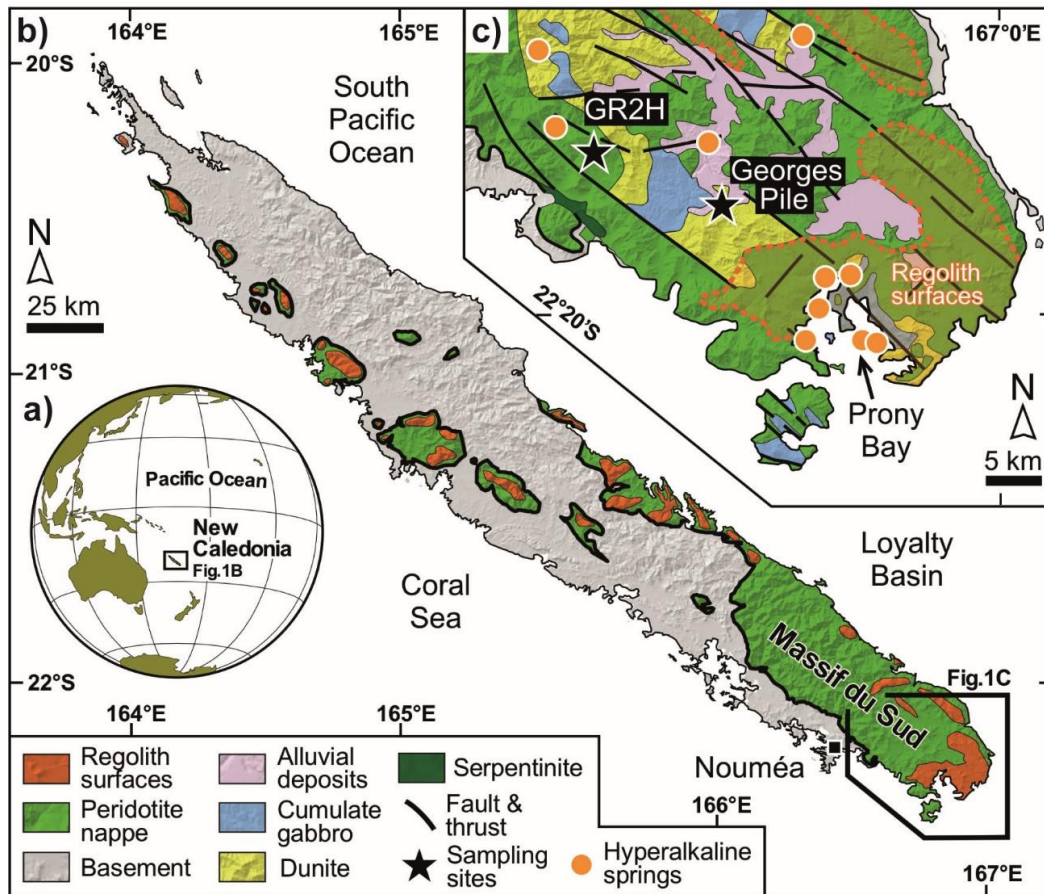 b)
164°E
165°E
20°S
South
Pacific
Ocean
N
25 km
21°S
a)
Pacific Ocean
New
Caledonia
Fig.1B
Coral
Sea
Loyalty
Basin
Massif du Sud
Fig.1C
Nouméa
22°S
164°E
165°E
166°E
167°E
c)
167°0'E
GR2H
Georges
Pile
Regolith
surfaces
22°20'S
Prony
Bay
N
5 km
Regolith
surfaces
Peridotite
nappe
Basement
Alluvial
deposits
Cumulate
gabbro
Dunite
Serpentinite
Fault &
thrust
Sampling
sites
Hyperalkaline
springs